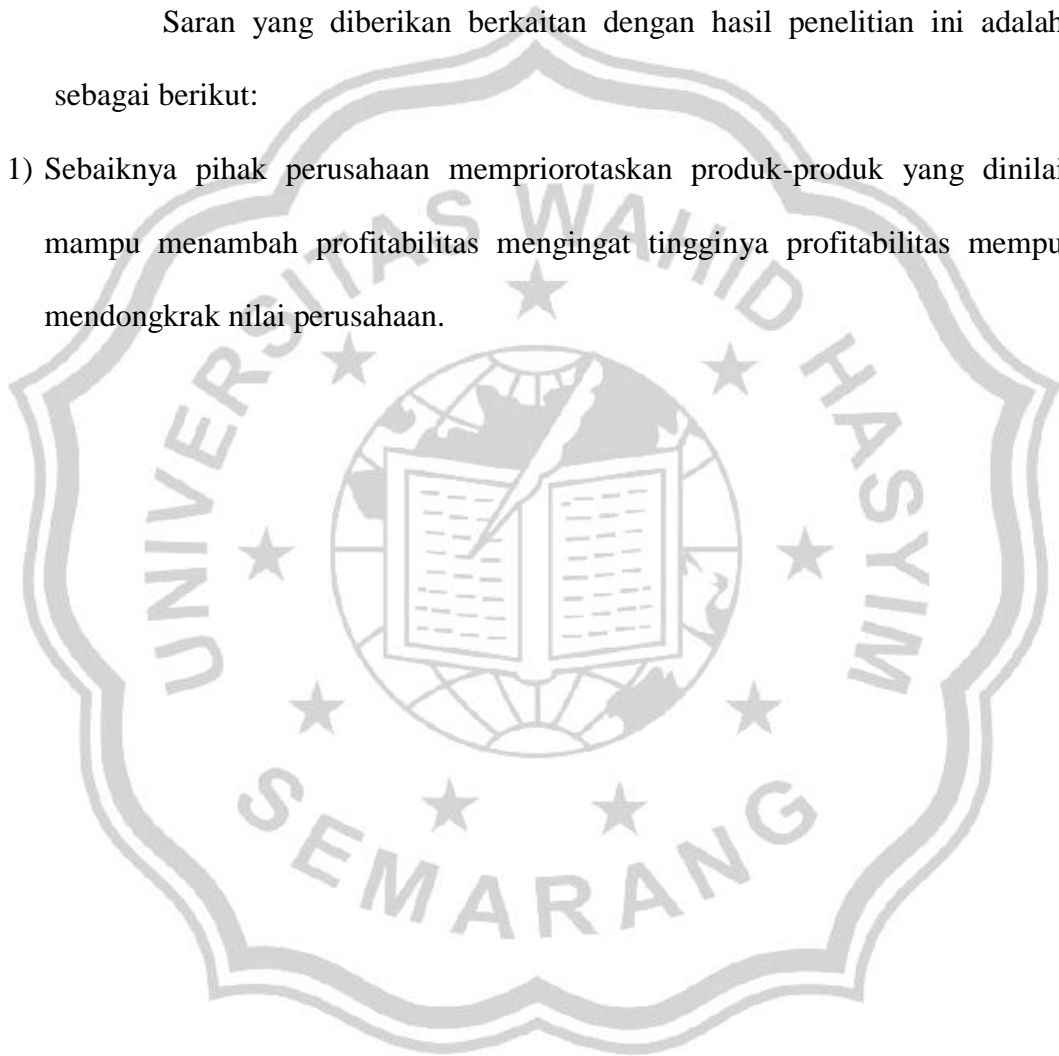 Saran yang diberikan berkaitan dengan hasil penelitian ini adalah
sebagai berikut:
1) Sebaiknya pihak perusahaan mempriorotaskan produk-produk yang dinilai
mampu menambah profitabilitas mengingat tingginya profitabilitas mempu
mendongkrak nilai perusahaan.
UNIVERSITAS WAHID HASYIM
SEMARANG